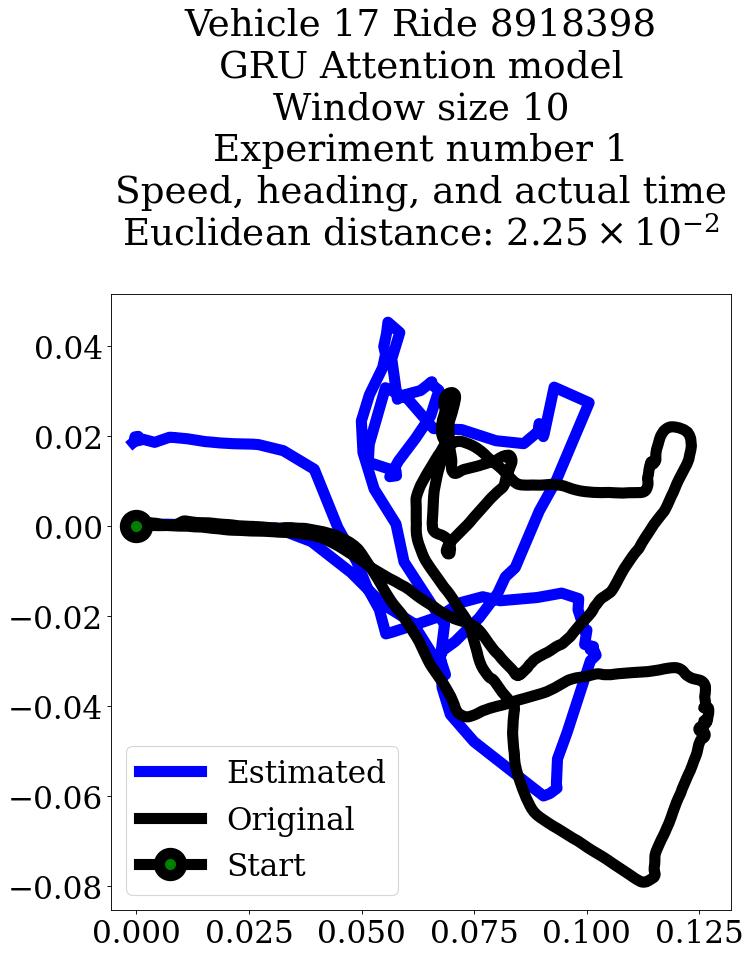 Vehicle 17 Ride 8918398
GRU Attention model
Window size 10
Experiment number 1
Speed, heading, and actual time
Euclidean distance: 2.25 × 10⁻²
0.04
0.02
0.00
−0.02
−0.04
−0.06
−0.08
Estimated
Original
Start
0.000 0.025 0.050 0.075 0.100 0.125